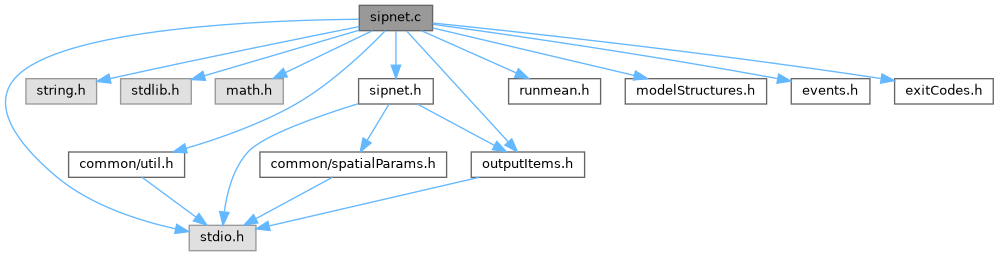 sipnet.c
string.h
stdlib.h
math.h
sipnet.h
runmean.h
modelStructures.h
events.h
exitCodes.h
common/util.h
common/spatialParams.h
outputItems.h
stdio.h